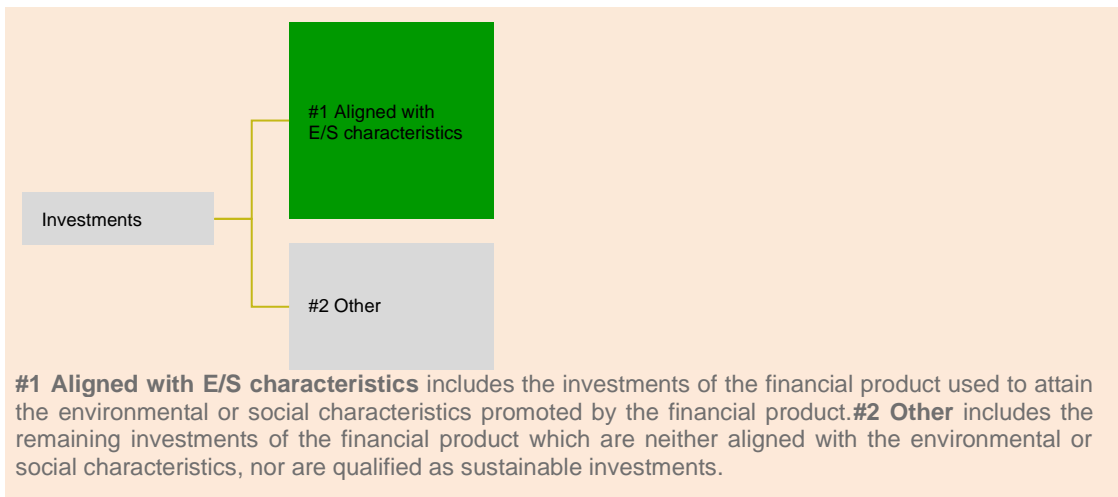 #1 Aligned with
E/S characteristics
Investments
#2 Other
#1 Aligned with E/S characteristics includes the investments of the financial product used to attain
the environmental or social characteristics promoted by the financial product.#2 Other includes the
remaining investments of the financial product which are neither aligned with the environmental or
social characteristics, nor are qualified as sustainable investments.